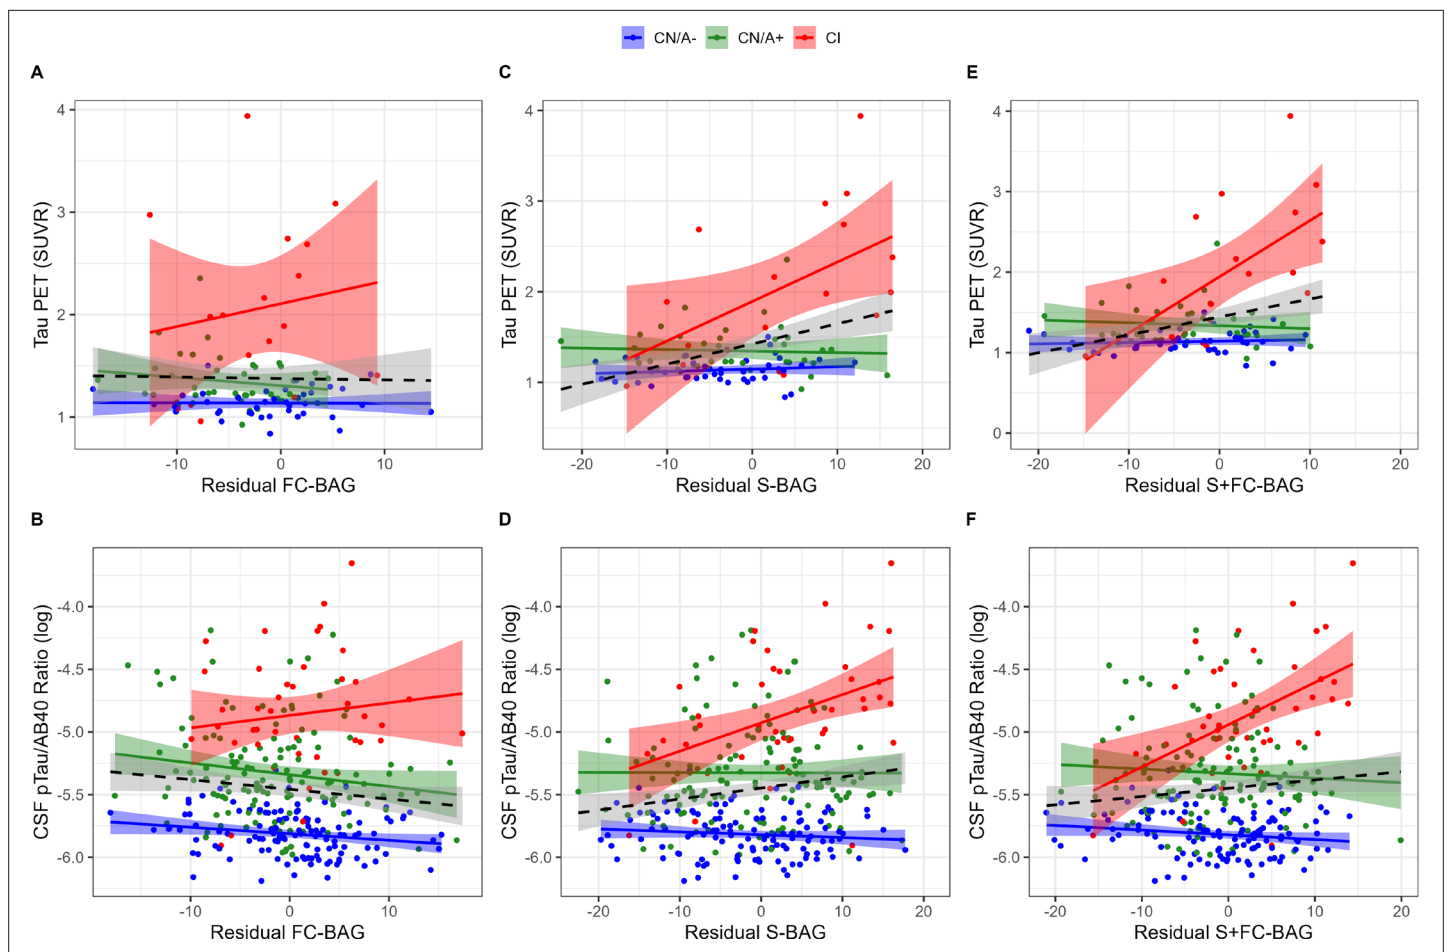 CN/A- CN/A+ CI
A C E
4 4 4
3 3 3
2 2 2
1 1 1
0
Tau PET (SUVR) Tau PET (SUVR) Tau PET (SUVR)
-10 0 10 -20 -10 0 10 20 -20 -10 0 10 20
Residual FC-BAG Residual S-BAG Residual S+FC-BAG
B D F
-4.0 -4.0 -4.0
-4.5 -4.5 -4.5
-5.0 -5.0 -5.0
-5.5 -5.5 -5.5
-6.0 -6.0 -6.0
CSF pTau/AB40 Ratio (log) CSF pTau/AB40 Ratio (log) CSF pTau/AB40 Ratio (log)
-10 0 10 -20 -10 0 10 20 -20 -10 0 10 20
Residual FC-BAG Residual S-BAG Residual S+FC-BAG